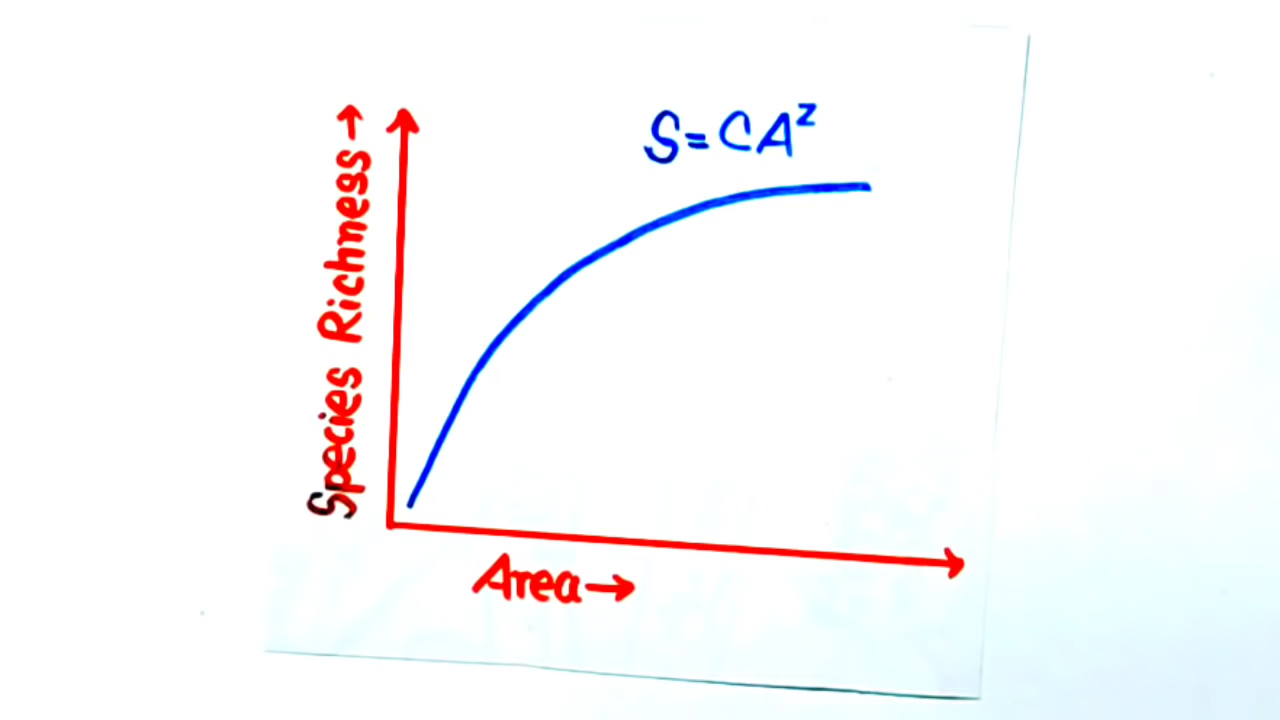 S = CA^z
Species Richness →
Area →